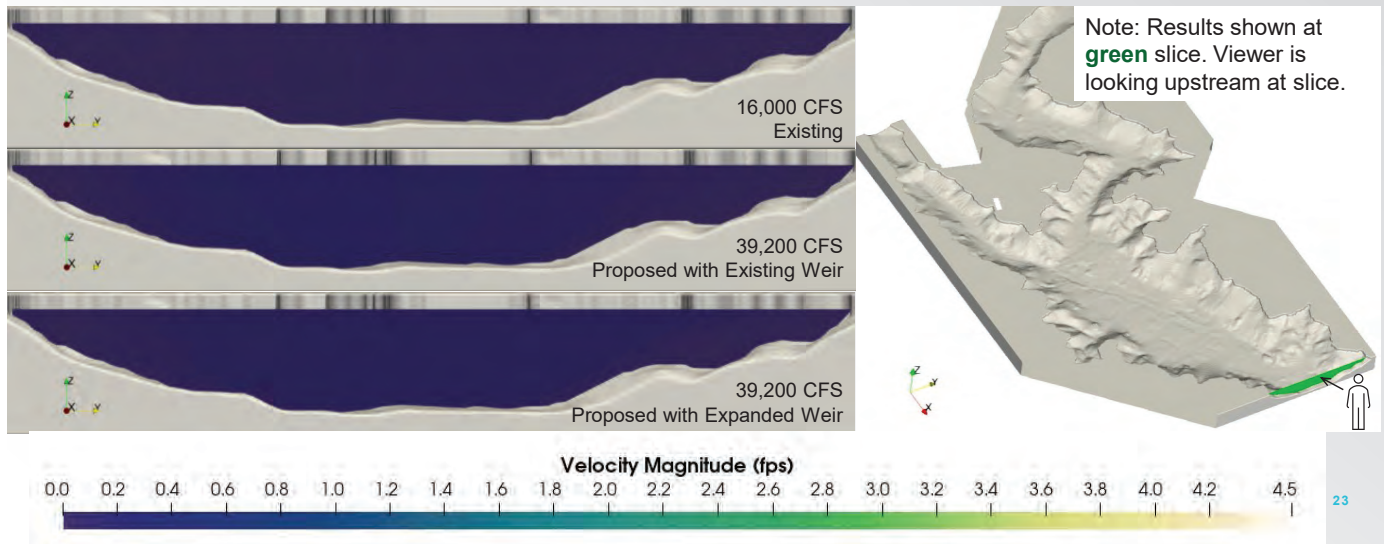 Note: Results shown at
green slice. Viewer is
looking upstream at slice.
Z
X
Y
16,000 CFS
Existing
Z
X
Y
39,200 CFS
Proposed with Existing Weir
Z
X
Y
39,200 CFS
Proposed with Expanded Weir
Z
Y
X
Velocity Magnitude (fps)
0.0 0.2 0.4 0.6 0.8 1.0 1.2 1.4 1.6 1.8 2.0 2.2 2.4 2.6 2.8 3.0 3.2 3.4 3.6 3.8 4.0 4.2 4.5
23